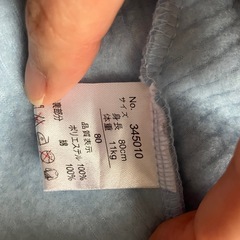 No. 345010
サイズ 80
身長 80cm
体重 11kg
品質表示
ポリエステル 100%
綿 100%